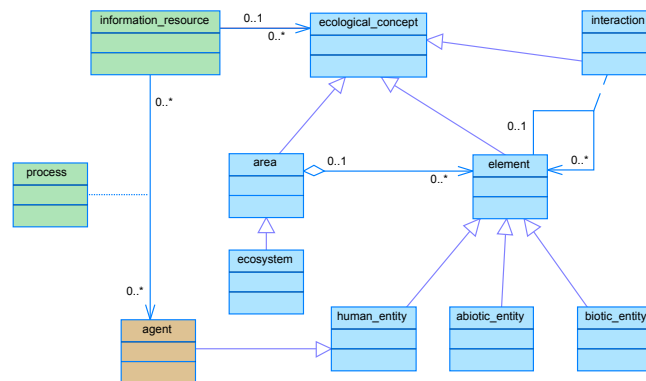 information_resource
0..1
0..*
ecological_concept
interaction
0..*
0..1
0..*
process
area
0..1
0..*
element
ecosystem
0..*
agent
human_entity
abiotic_entity
biotic_entity